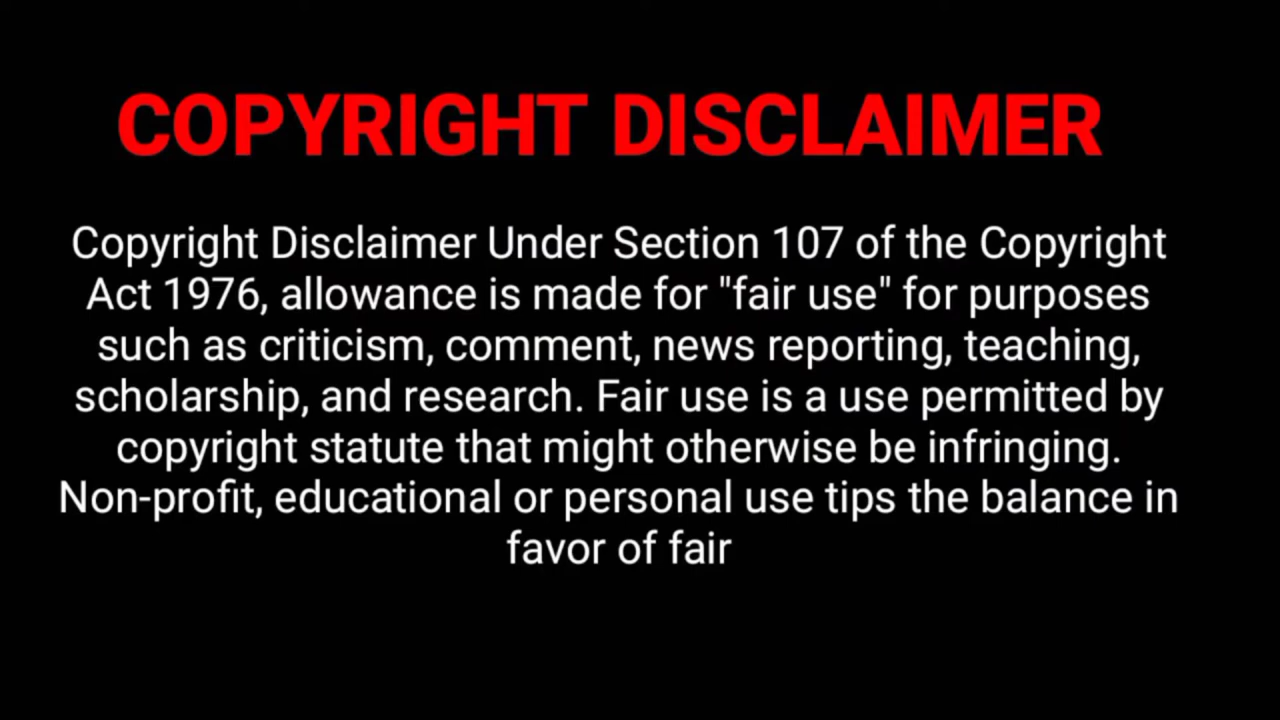 COPYRIGHT DISCLAIMER
Copyright Disclaimer Under Section 107 of the Copyright
Act 1976, allowance is made for "fair use" for purposes
such as criticism, comment, news reporting, teaching,
scholarship, and research. Fair use is a use permitted by
copyright statute that might otherwise be infringing.
Non-profit, educational or personal use tips the balance in
favor of fair